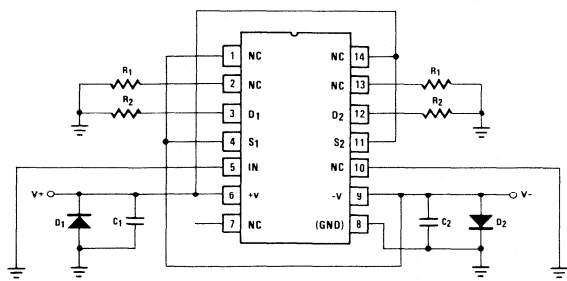 1 NC NC 14
R1 2 NC NC 13 R1
R2 3 D1 D2 12 R2
4 S1 S2 11
5 IN NC 10
V+ 6 +V -V 9 V-
D1 C1 7 NC (GND) 8 C2 D2